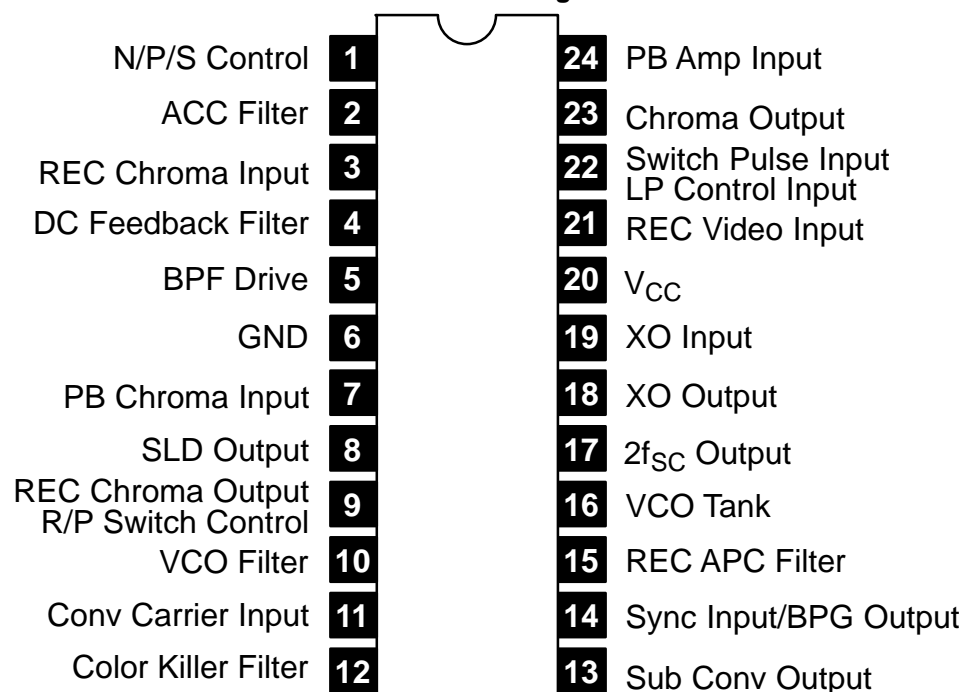 N/P/S Control 1 24 PB Amp Input
ACC Filter 2 23 Chroma Output
REC Chroma Input 3 22 Switch Pulse Input
LP Control Input
DC Feedback Filter 4 21 REC Video Input
BPF Drive 5 20 VCC
GND 6 19 XO Input
PB Chroma Input 7 18 XO Output
SLD Output 8 17 2fSC Output
REC Chroma Output
R/P Switch Control 9 16 VCO Tank
VCO Filter 10 15 REC APC Filter
Conv Carrier Input 11 14 Sync Input/BPG Output
Color Killer Filter 12 13 Sub Conv Output